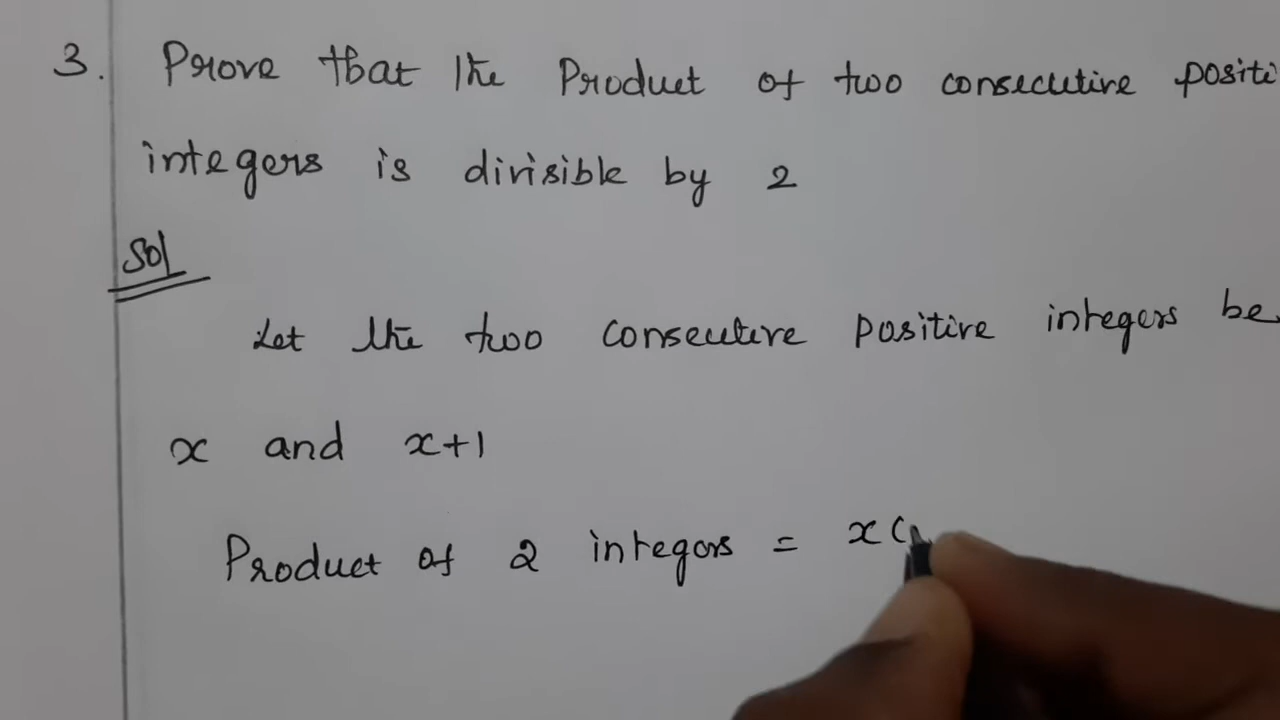 3. Prove that the Product of two consecutive positi
integers is divisible by 2
Sol
Let the two consecutive positive integers be
x and x+1
Product of 2 integers = x(